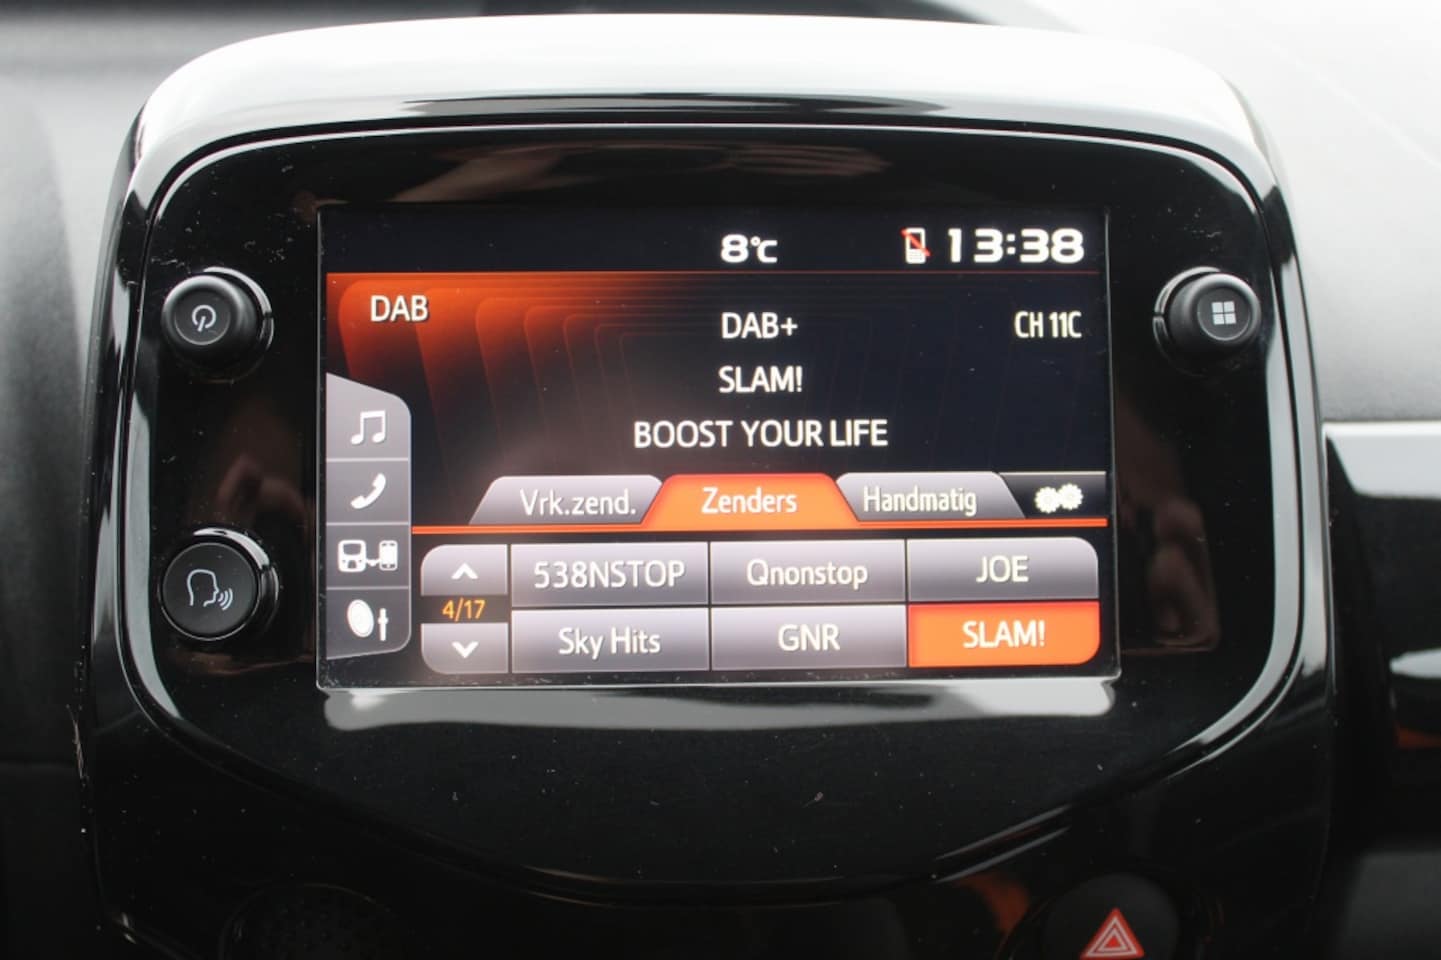 8°C 13:38
DAB
DAB+ CH 11C
SLAM!
BOOST YOUR LIFE
Vrk.zend. Zenders Handmatig
538NSTOP Qnonstop JOE
4/17
Sky Hits GNR SLAM!